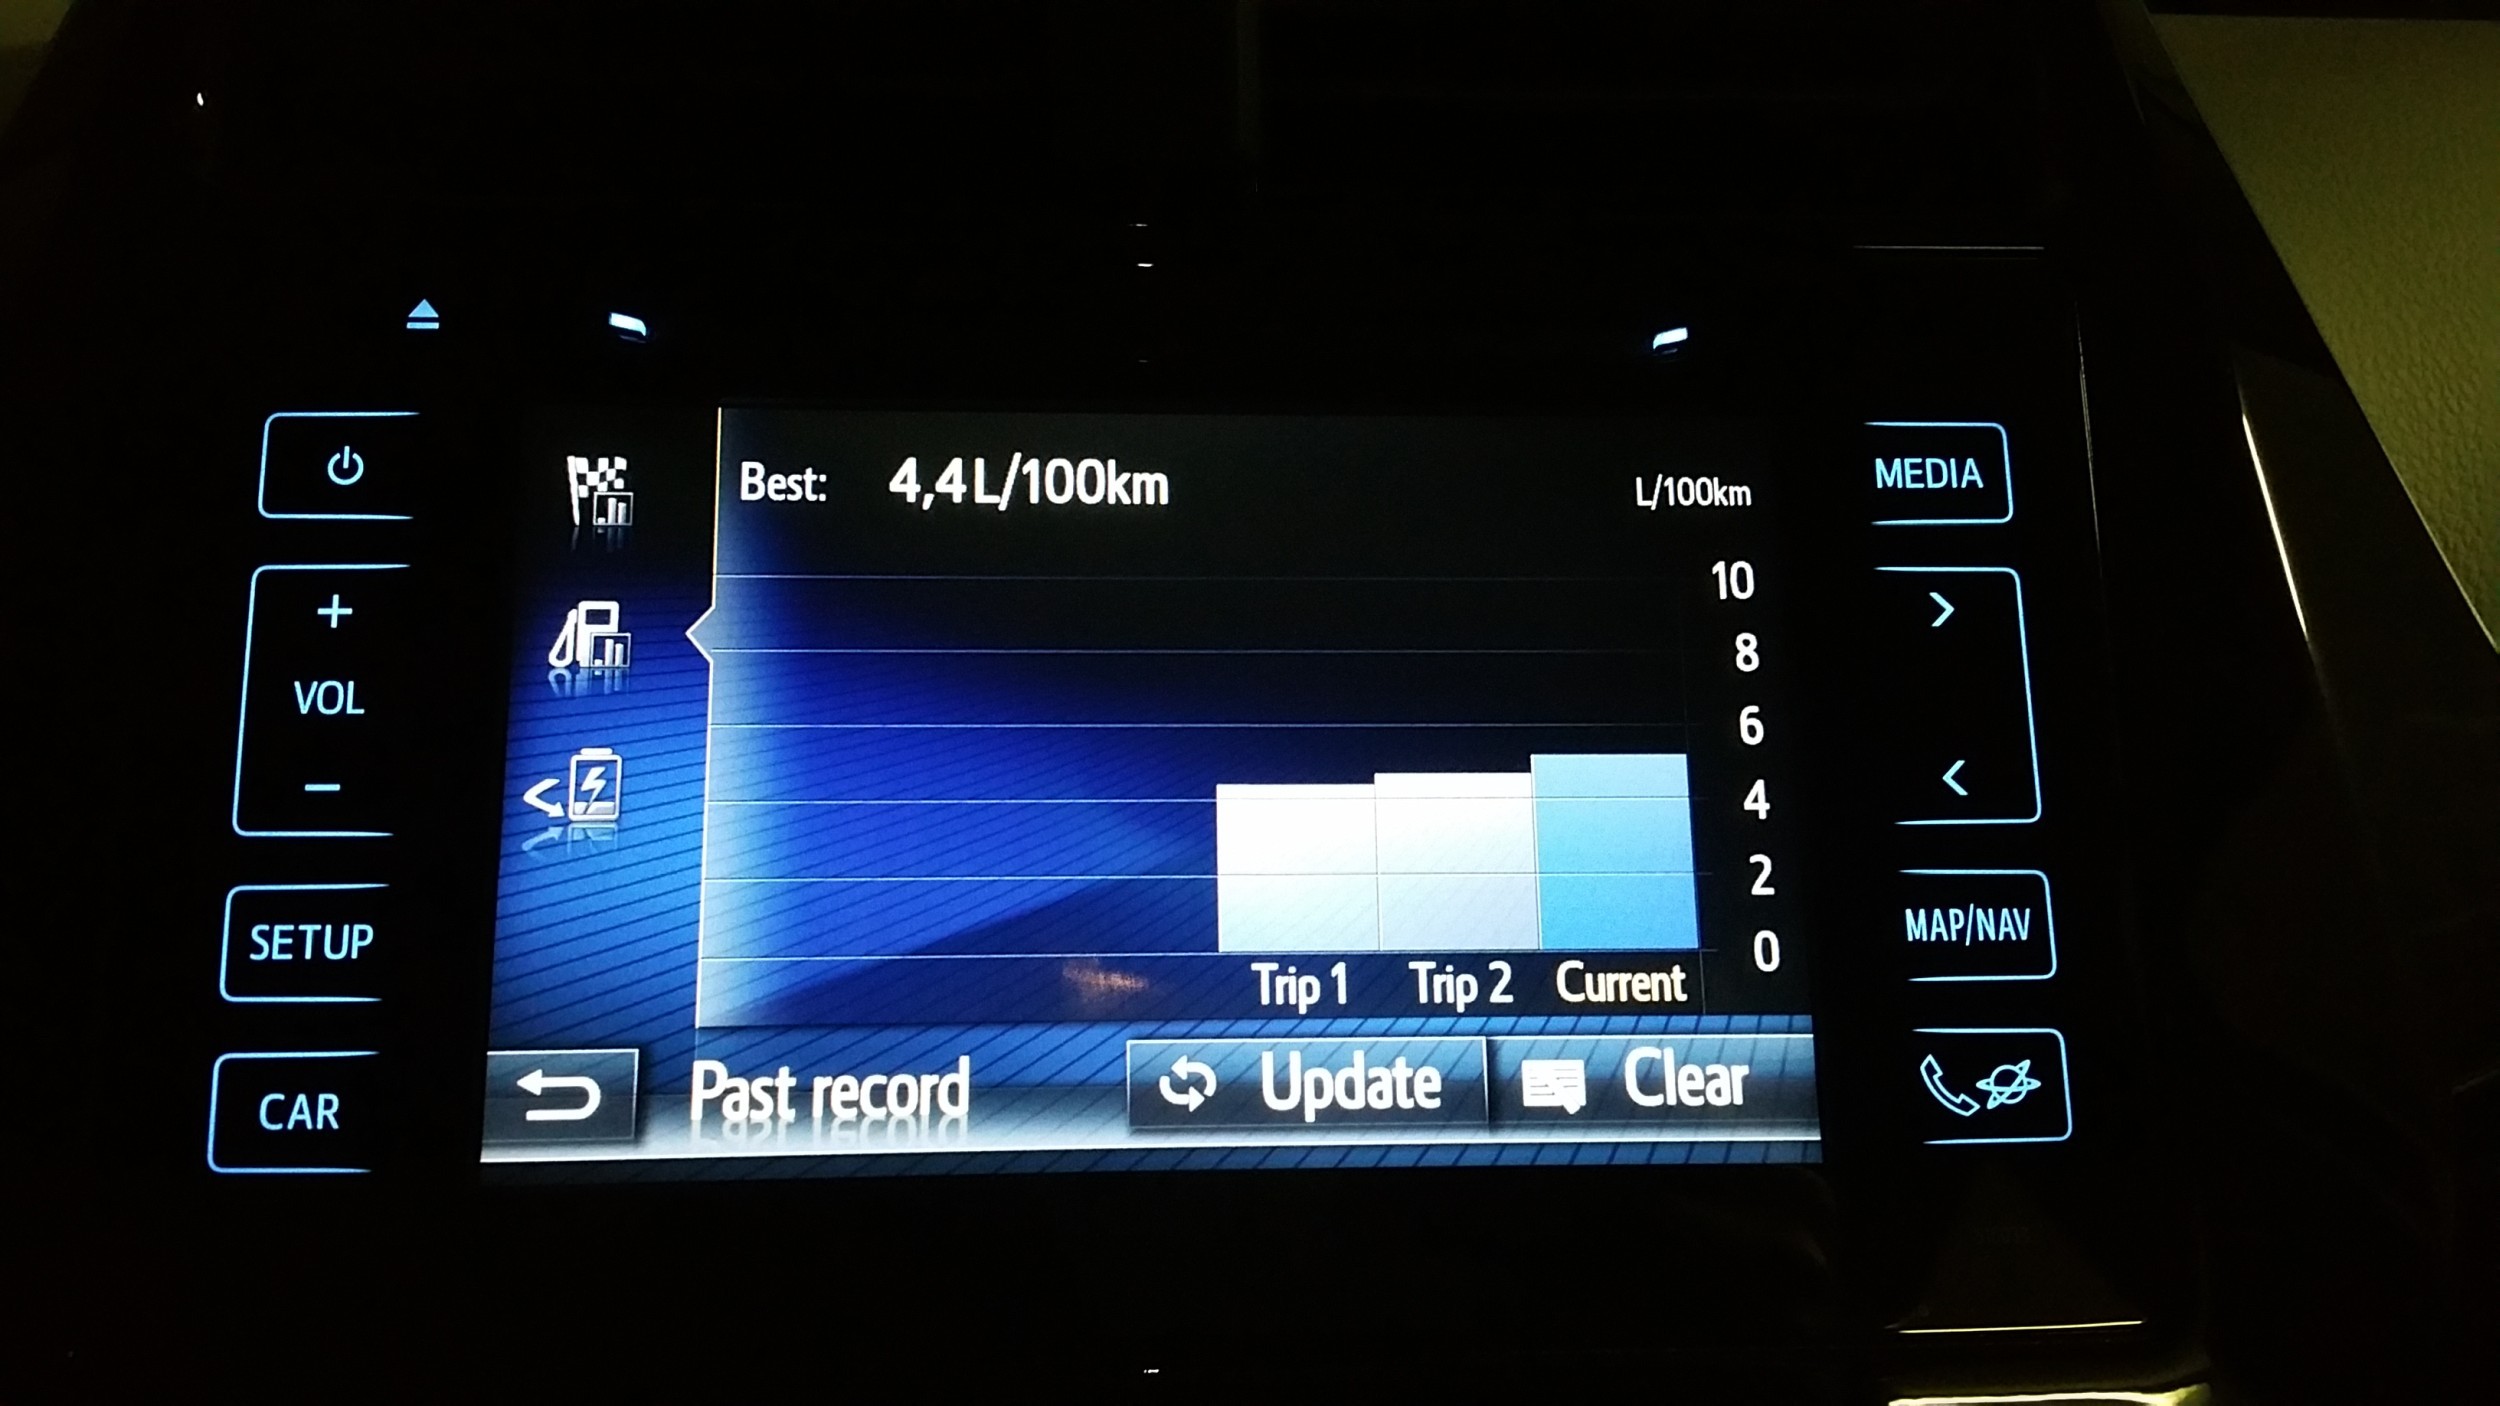 Best: 4,4L/100km
L/100km
MEDIA
10
8
6
4
2
0
+
VOL
−
>
<
SETUP
MAP/NAV
Trip 1 Trip 2 Current
CAR
Past record
Update
Clear